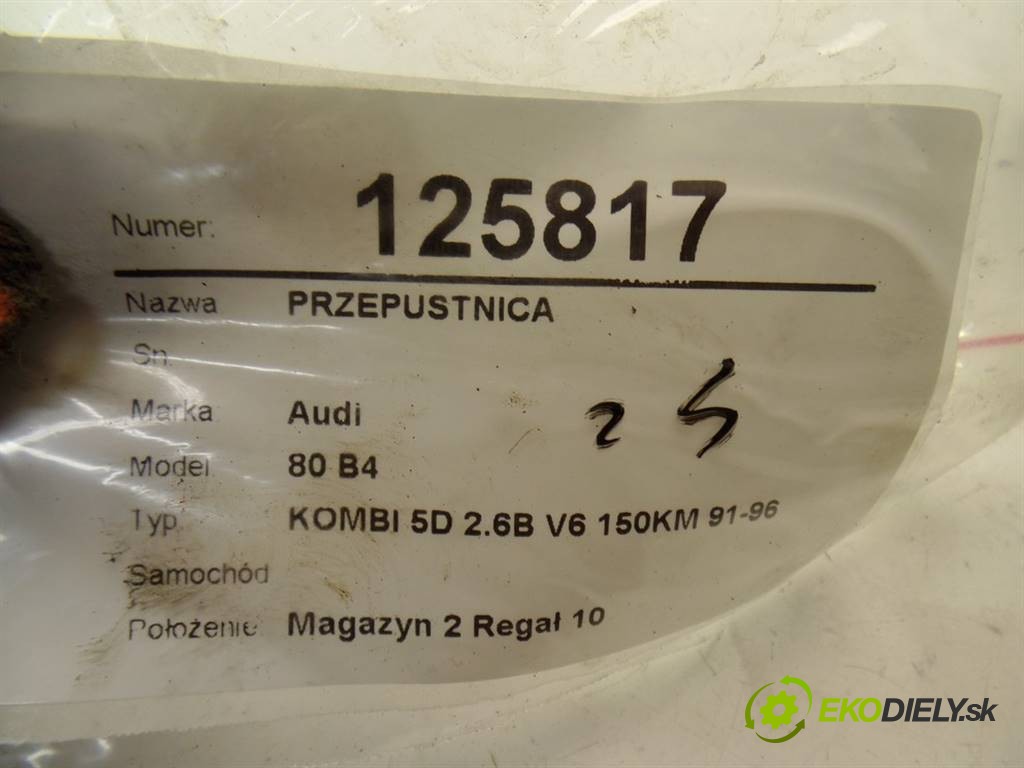 Numer: 125817
Nazwa PRZEPUSTNICA
Sn.
Marka Audi
Model 80 B4
Typ KOMBI 5D 2.6B V6 150KM 91-96
Samochód
Położenie Magazyn 2 Regał 10
EKODIELY.sk